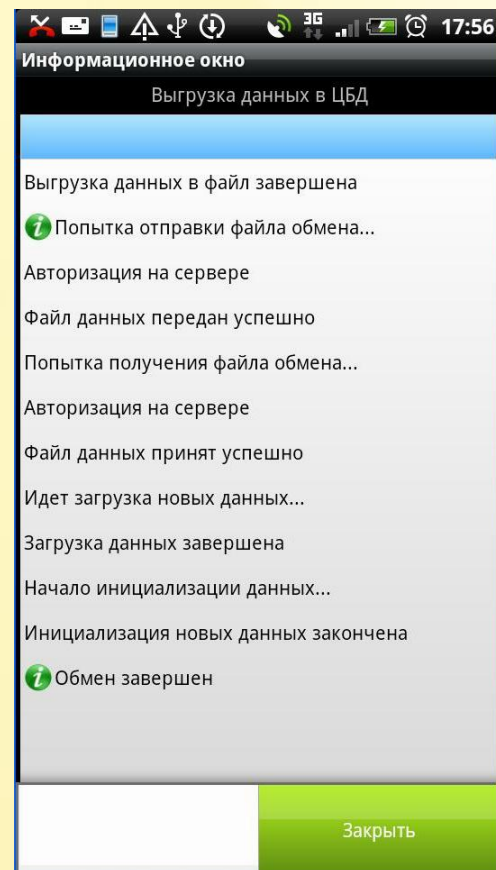 3G 17:56
Информационное окно
Выгрузка данных в ЦБД
Выгрузка данных в файл завершена
Попытка отправки файла обмена...
Авторизация на сервере
Файл данных передан успешно
Попытка получения файла обмена...
Авторизация на сервере
Файл данных принят успешно
Идет загрузка новых данных...
Загрузка данных завершена
Начало инициализации данных...
Инициализация новых данных закончена
Обмен завершен
Закрыть